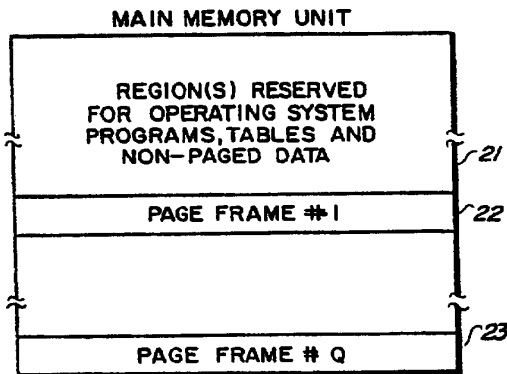 MAIN MEMORY UNIT
REGION(S) RESERVED
FOR OPERATING SYSTEM
PROGRAMS, TABLES AND
NON-PAGED DATA
21
PAGE FRAME # 1
22
23
PAGE FRAME # Q